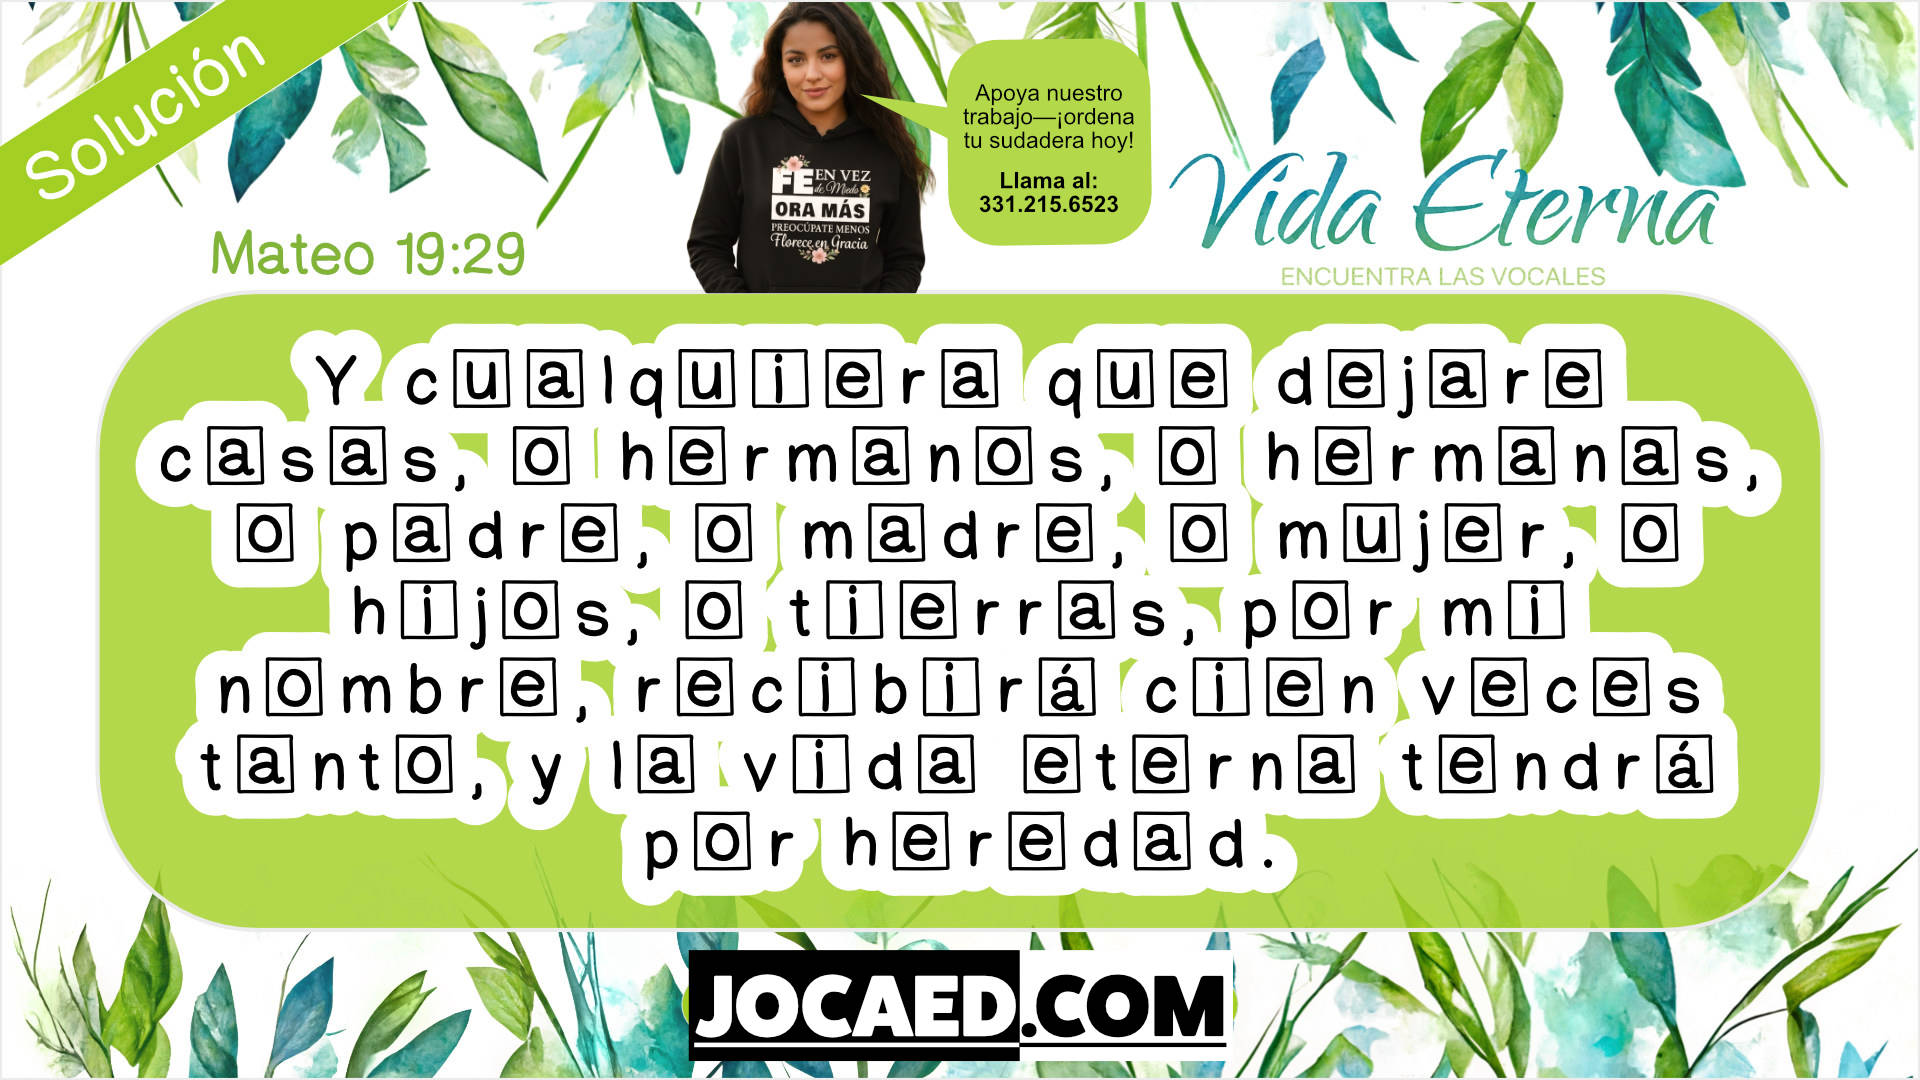 Solución
Apoya nuestro
trabajo—¡ordena
tu sudadera hoy!
Llama al:
331.215.6523
FE EN VEZ
de Miedo
ORA MÁS
PREOCÚPATE MENOS
Florece en Gracia
Vida Eterna
ENCUENTRA LAS VOCALES
Mateo 19:29
Y cualquiera que dejare
casas, o hermanos, o hermanas,
o padre, o madre, o mujer, o
hijos, o tierras, por mi
nombre, recibirá cien veces
tanto, y la vida eterna tendrá
por heredad.
JOCAED.COM